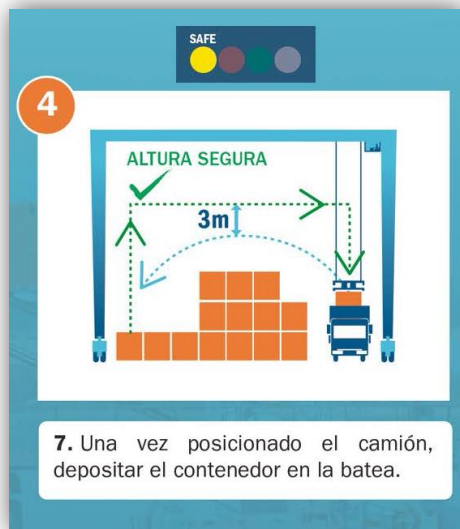 SAFE
4
ALTURA SEGURA
3m
7. Una vez posicionado el camión,
depositar el contenedor en la batea.